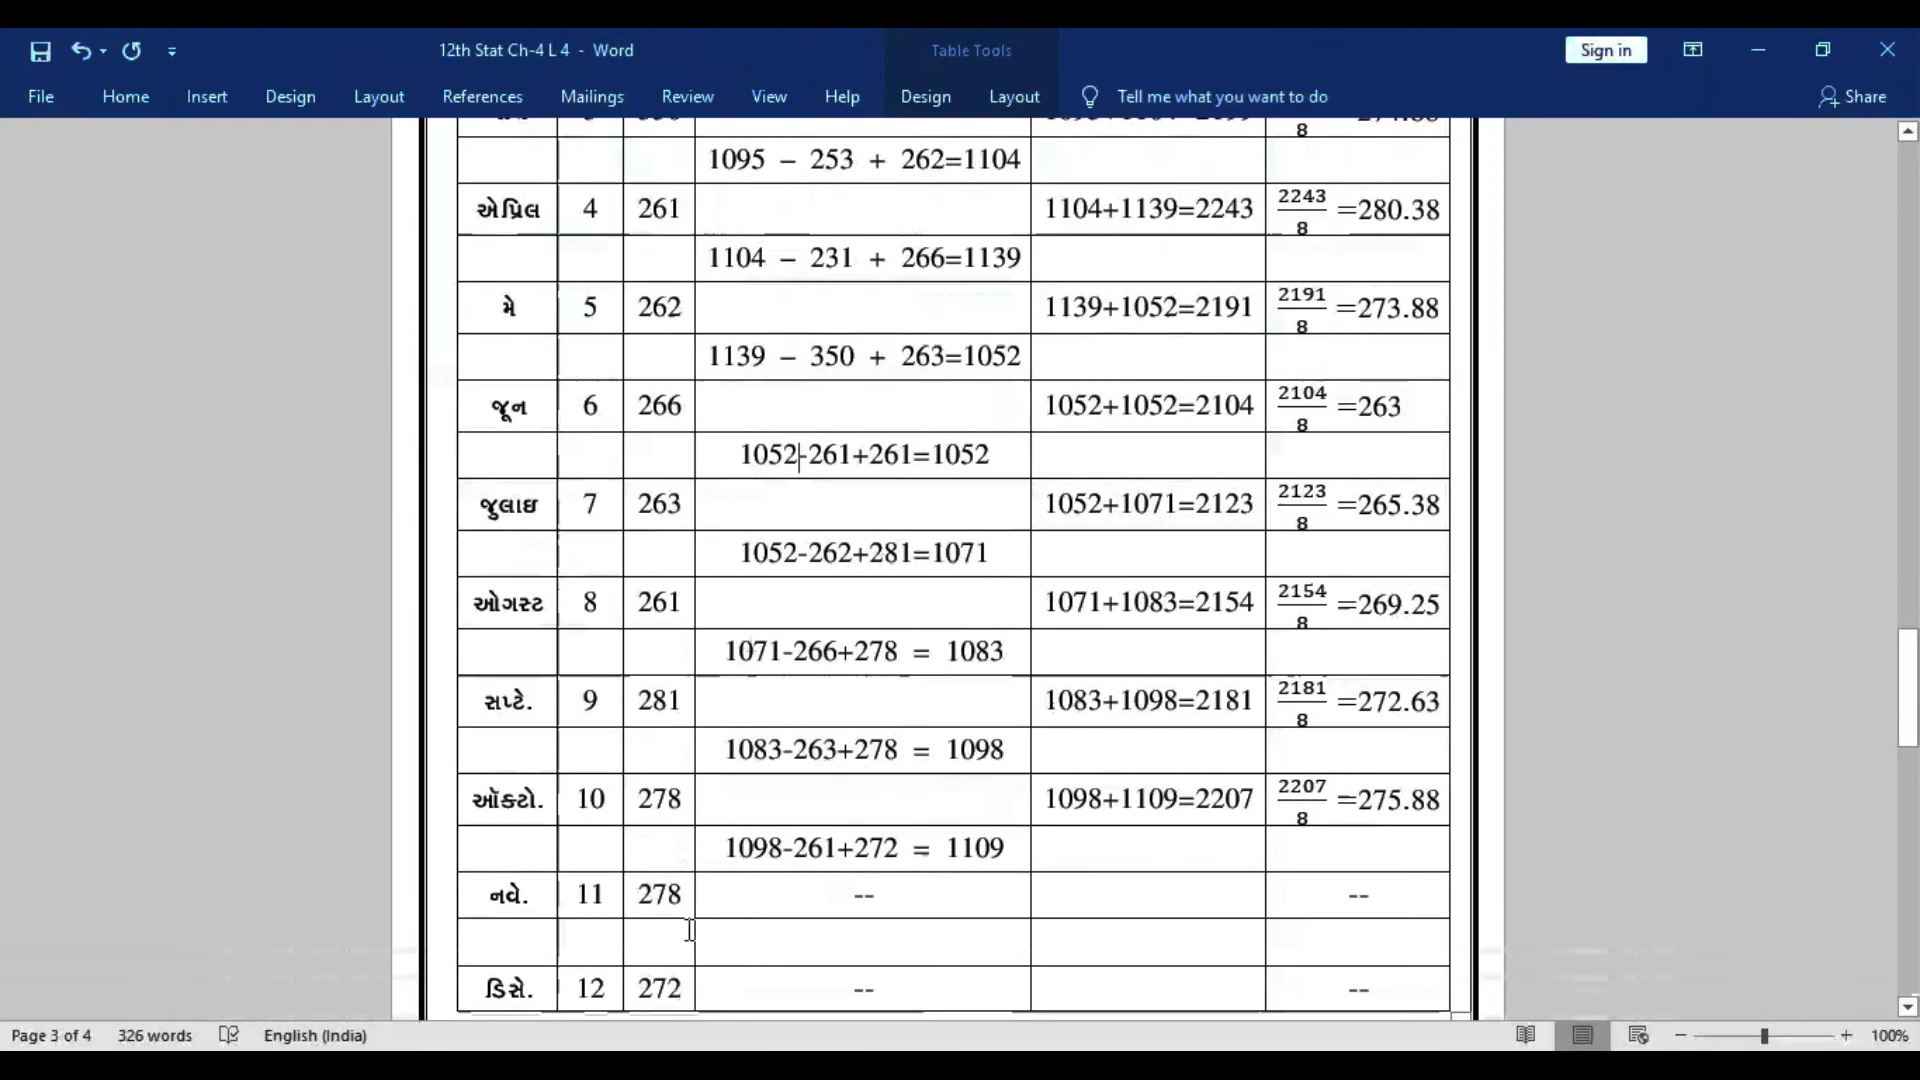 12th Stat Ch-4 L 4 - Word
Table Tools
Sign in
File Home Insert Design Layout References Mailings Review View Help Design Layout Tell me what you want to do Share
8
1095 – 253 + 262=1104
એપ્રિલ 4 261 1104+1139=2243 2243/8 =280.38
1104 – 231 + 266=1139
મે 5 262 1139+1052=2191 2191/8 =273.88
1139 – 350 + 263=1052
જૂન 6 266 1052+1052=2104 2104/8 =263
1052-261+261=1052
જુલાઇ 7 263 1052+1071=2123 2123/8 =265.38
1052-262+281=1071
ઓગસ્ટ 8 261 1071+1083=2154 2154/8 =269.25
1071-266+278 = 1083
સપ્ટે. 9 281 1083+1098=2181 2181/8 =272.63
1083-263+278 = 1098
ઑક્ટો. 10 278 1098+1109=2207 2207/8 =275.88
1098-261+272 = 1109
નવે. 11 278 -- --
ડિસે. 12 272 -- --
Page 3 of 4 326 words English (India) 100%